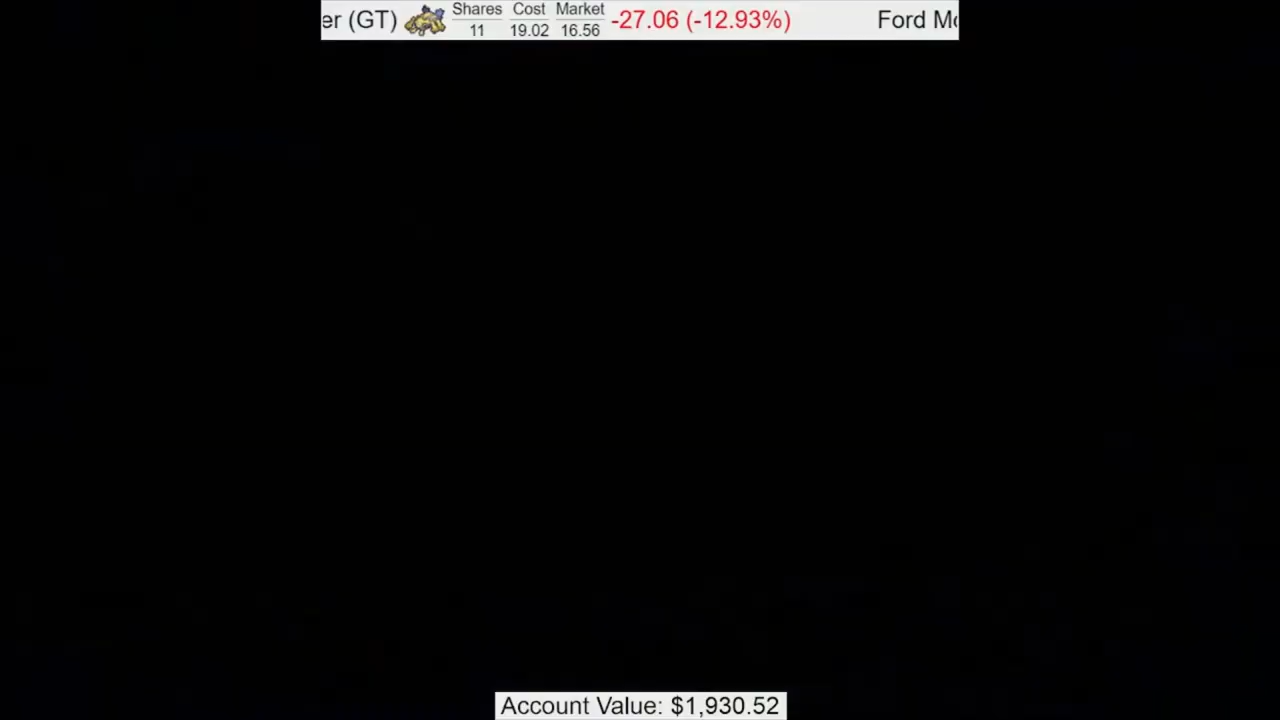 er (GT) Shares Cost Market -27.06 (-12.93%) Ford Mo
11 19.02 16.56
Account Value: $1,930.52